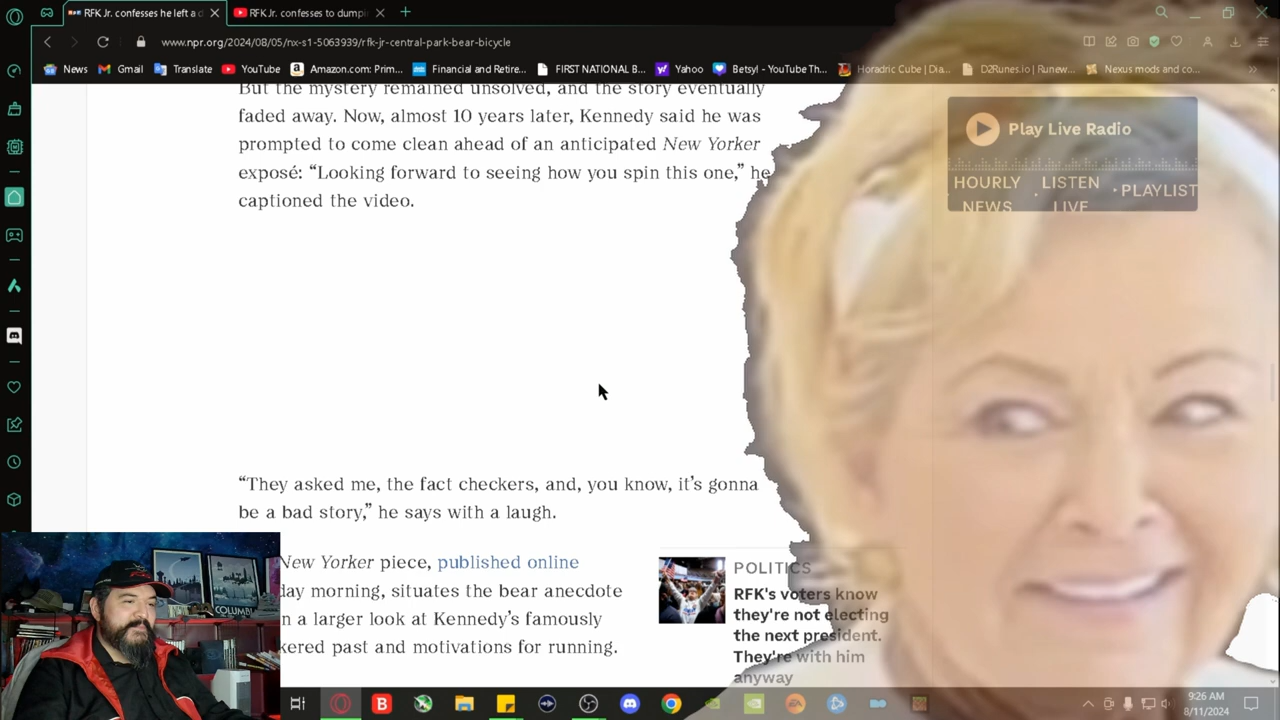 RFK Jr. confesses he left a d
RFK Jr. confesses to dumpi
www.npr.org/2024/08/05/nx-s1-5063939/rfk-jr-central-park-bear-bicycle
News
Gmail
Translate
YouTube
Amazon.com: Prim...
Financial and Retire...
FIRST NATIONAL B...
Yahoo
Betsy! - YouTube Th...
Horadric Cube | Dia...
D2Runes.io | Runew...
Nexus mods and co...
But the mystery remained unsolved, and the story eventually
faded away. Now, almost 10 years later, Kennedy said he was
prompted to come clean ahead of an anticipated New Yorker
exposé: “Looking forward to seeing how you spin this one,” he
captioned the video.
Play Live Radio
HOURLY NEWS
LISTEN LIVE
PLAYLIST
“They asked me, the fact checkers, and, you know, it’s gonna
be a bad story,” he says with a laugh.
New Yorker piece, published online
day morning, situates the bear anecdote
n a larger look at Kennedy’s famously
kered past and motivations for running.
POLITICS
RFK's voters know
they're not electing
the next president.
They're with him
anyway
COLUMB
9:26 AM
8/11/2024